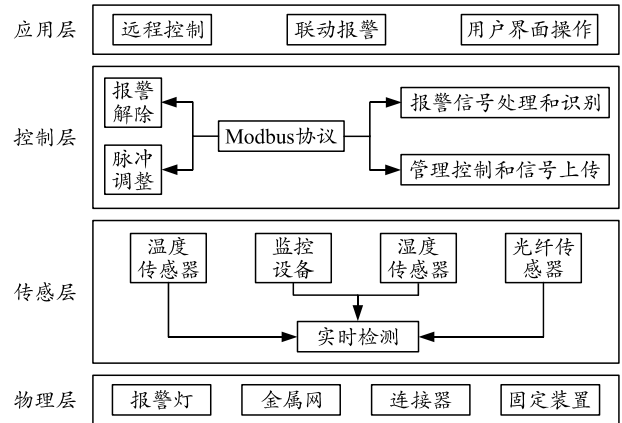 应用层
远程控制
联动报警
用户界面操作
控制层
报警
解除
脉冲
调整
Modbus协议
报警信号处理和识别
管理控制和信号上传
传感层
温度
传感器
监控
设备
湿度
传感器
光纤传
感器
实时检测
物理层
报警灯
金属网
连接器
固定装置